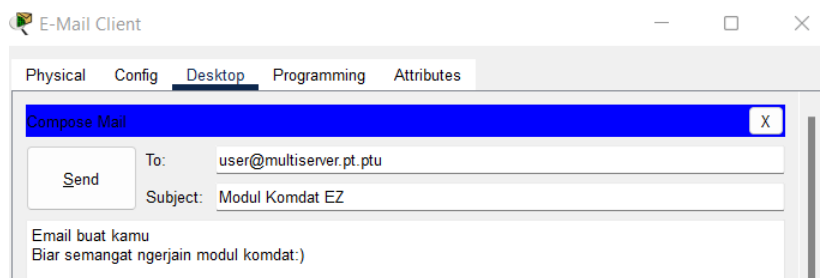 E-Mail Client
Physical Config Desktop Programming Attributes
Compose Mail
X
Send
To: user@multiserver.pt.ptu
Subject: Modul Komdat EZ
Email buat kamu
Biar semangat ngerjain modul komdat:)